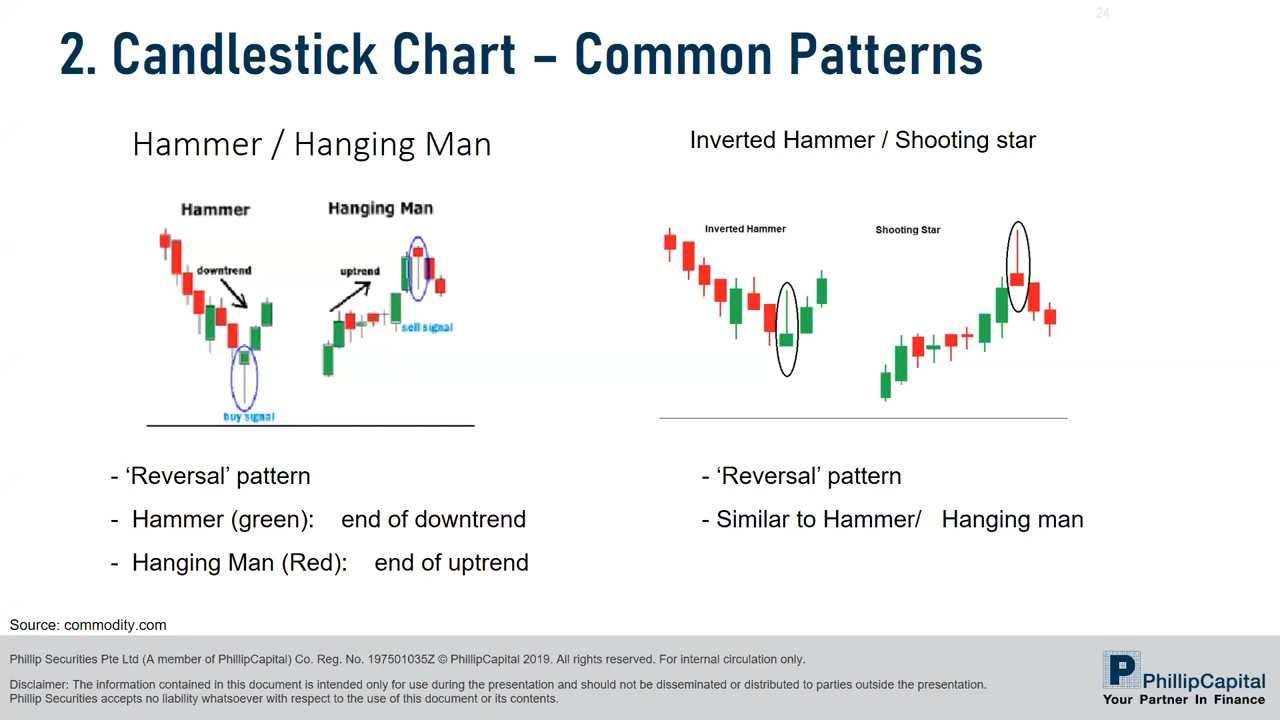 24
2. Candlestick Chart – Common Patterns
Hammer / Hanging Man
Hammer
Hanging Man
downtrend
uptrend
sell signal
buy signal
- ‘Reversal’ pattern
- Hammer (green): end of downtrend
- Hanging Man (Red): end of uptrend
Inverted Hammer / Shooting star
Inverted Hammer
Shooting Star
- ‘Reversal’ pattern
- Similar to Hammer/ Hanging man
Source: commodity.com
Phillip Securities Pte Ltd (A member of PhillipCapital) Co. Reg. No. 197501035Z © PhillipCapital 2019. All rights reserved. For internal circulation only.
Disclaimer: The information contained in this document is intended only for use during the presentation and should not be disseminated or distributed to parties outside the presentation.
Phillip Securities accepts no liability whatsoever with respect to the use of this document or its contents.
P
PhillipCapital
Your Partner In Finance